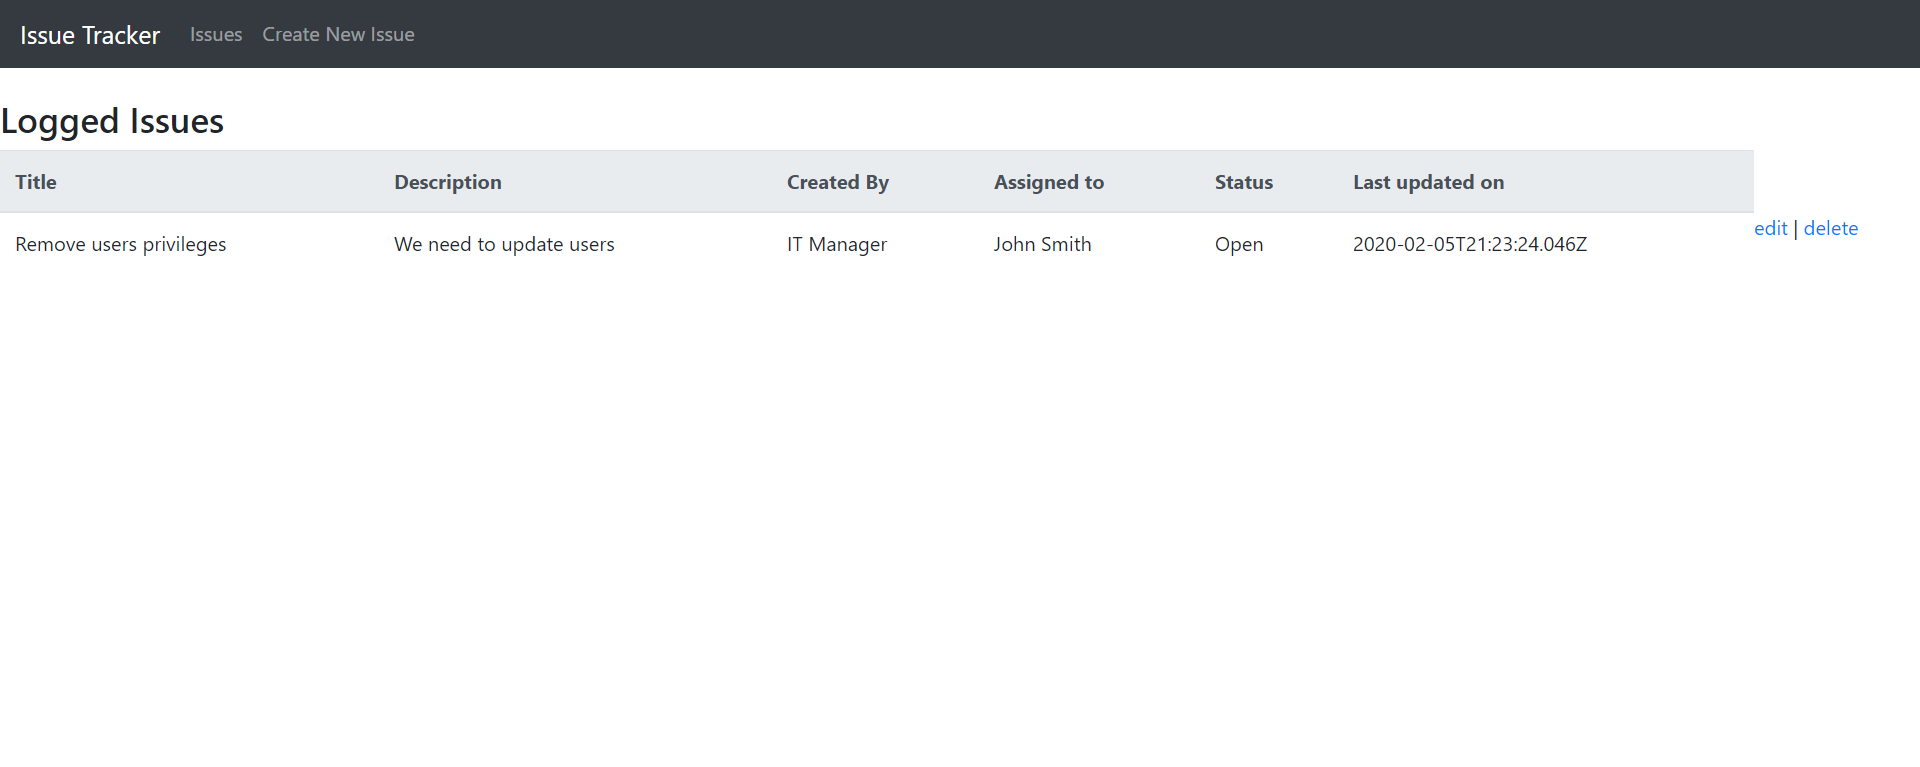 Issue Tracker Issues Create New Issue
Logged Issues
Title Description Created By Assigned to Status Last updated on
Remove users privileges We need to update users IT Manager John Smith Open 2020-02-05T21:23:24.046Z edit | delete